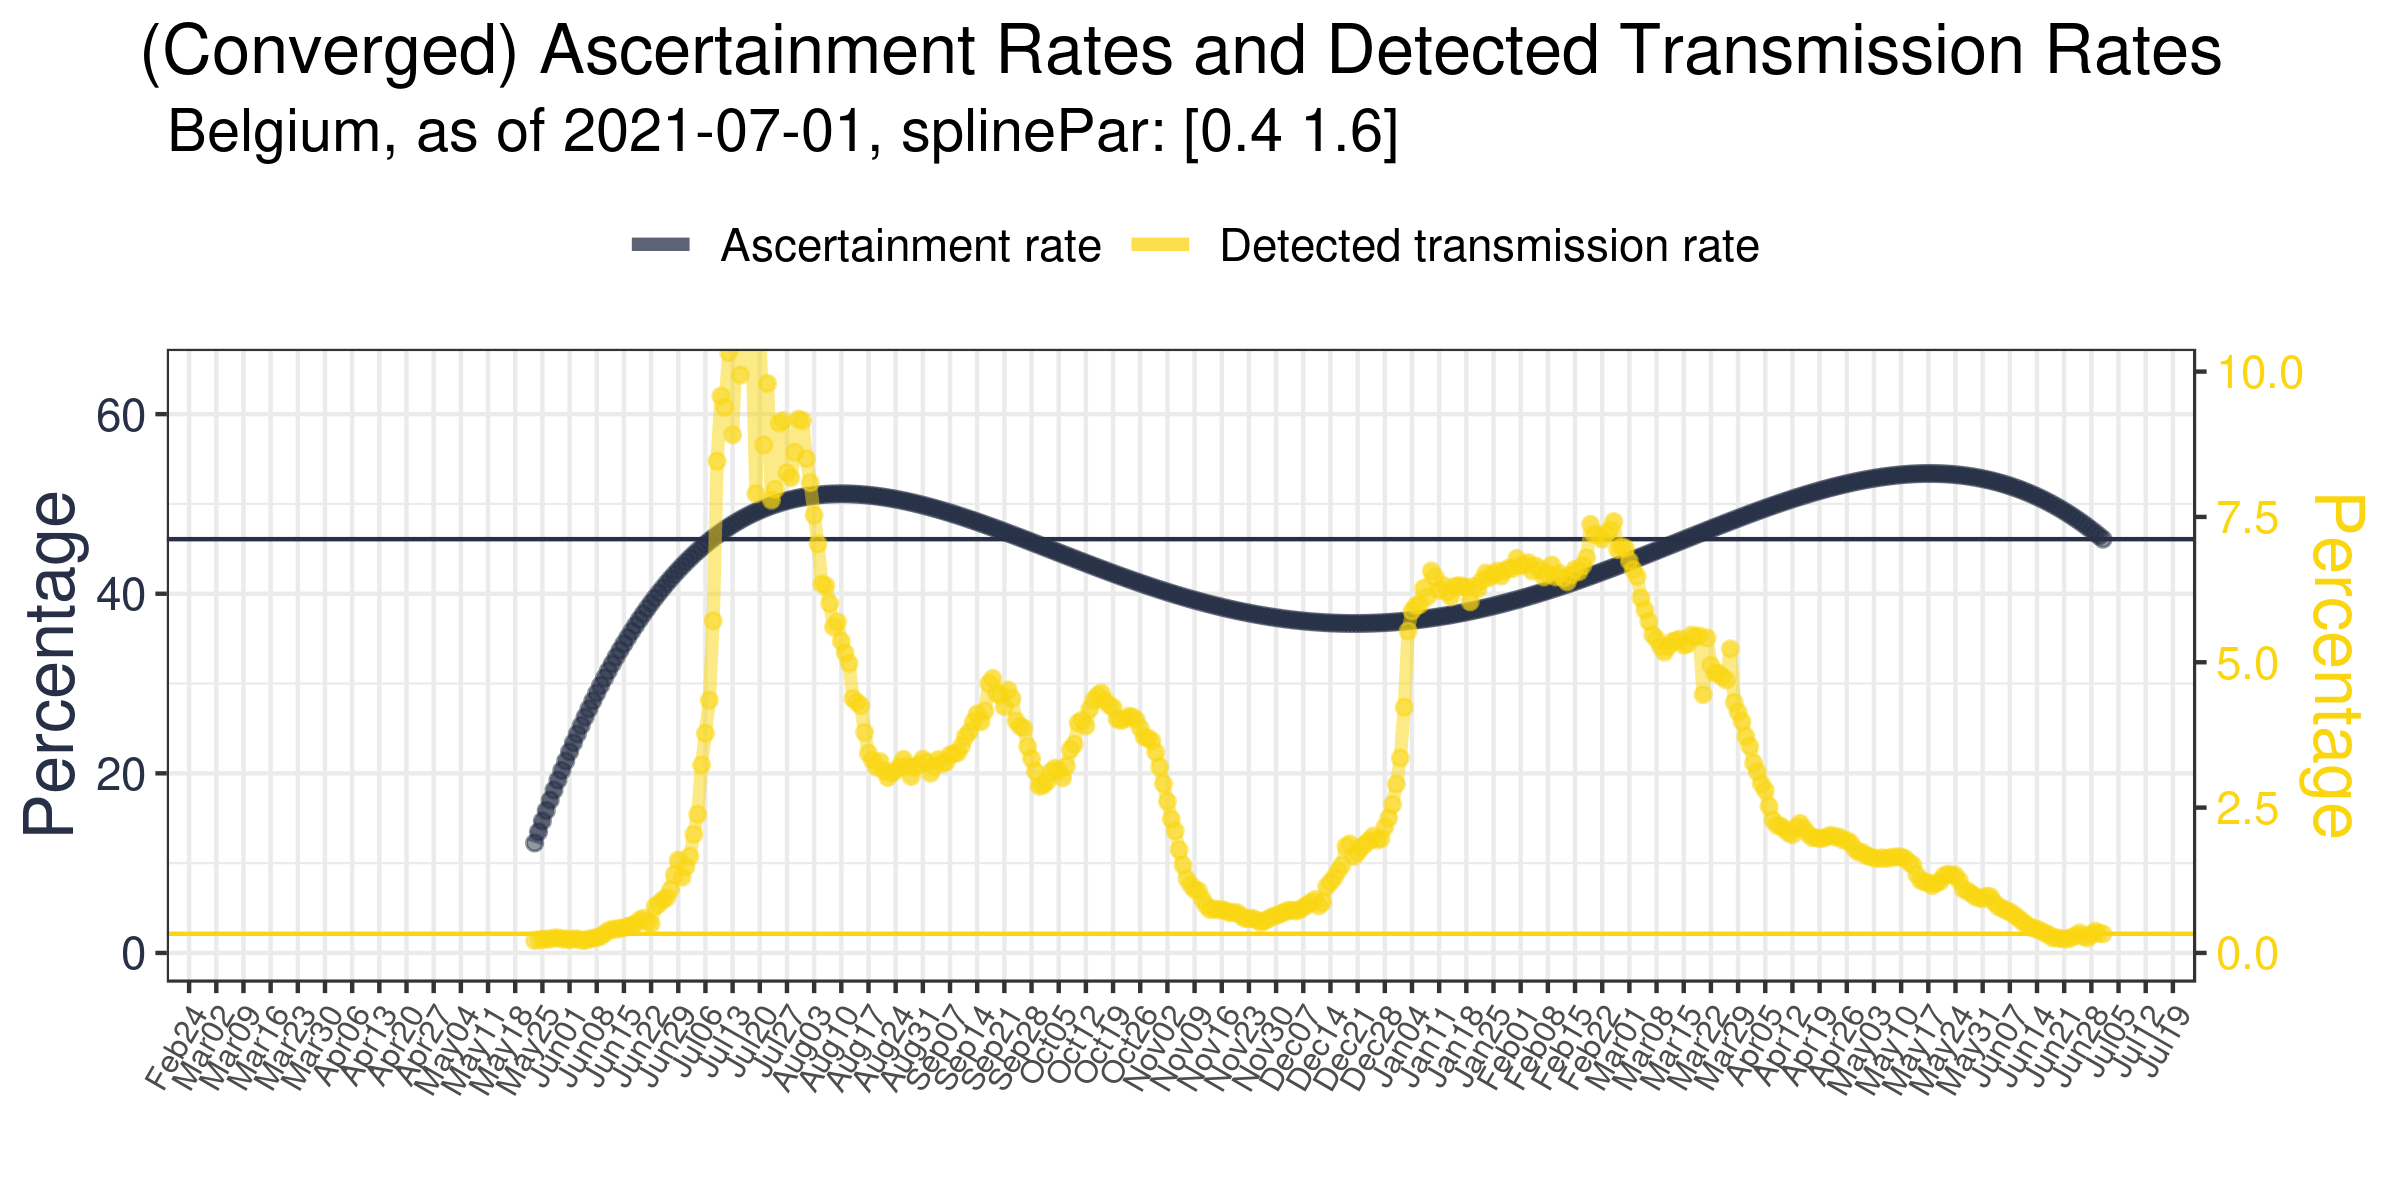 (Converged) Ascertainment Rates and Detected Transmission Rates
Belgium, as of 2021-07-01, splinePar: [0.4 1.6]
Ascertainment rate
Detected transmission rate
Percentage
60
40
20
0
10.0
7.5
5.0
2.5
0.0
Percentage
Feb24
Mar02
Mar09
Mar16
Mar23
Mar30
Apr06
Apr13
Apr20
Apr27
May04
May11
May18
May25
Jun01
Jun08
Jun15
Jun22
Jun29
Jul06
Jul13
Jul20
Jul27
Aug03
Aug10
Aug17
Aug24
Aug31
Sep07
Sep14
Sep21
Sep28
Oct05
Oct12
Oct19
Oct26
Nov02
Nov09
Nov16
Nov23
Nov30
Dec07
Dec14
Dec21
Dec28
Jan04
Jan11
Jan18
Jan25
Feb01
Feb08
Feb15
Feb22
Mar01
Mar08
Mar15
Mar22
Mar29
Apr05
Apr12
Apr19
Apr26
May03
May10
May17
May24
May31
Jun07
Jun14
Jun21
Jun28
Jul05
Jul12
Jul19